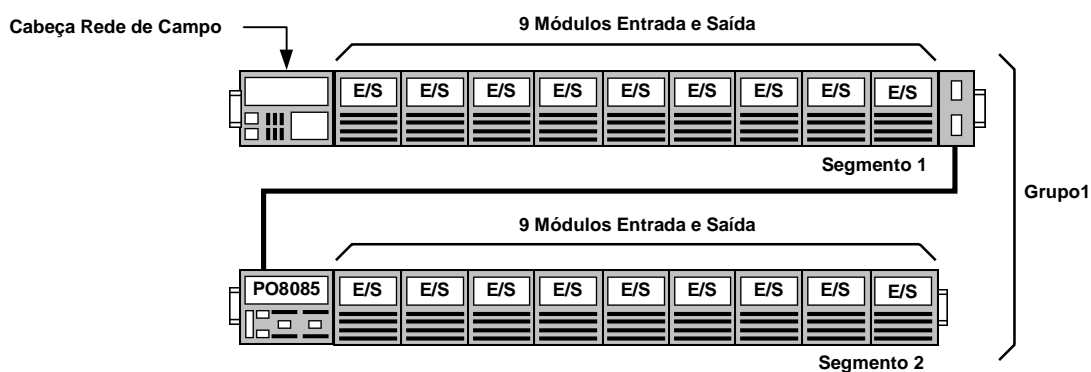 Cabeça Rede de Campo
9 Módulos Entrada e Saída
E/S E/S E/S E/S E/S E/S E/S E/S E/S
Segmento 1
Grupo1
9 Módulos Entrada e Saída
PO8085 E/S E/S E/S E/S E/S E/S E/S E/S E/S
Segmento 2